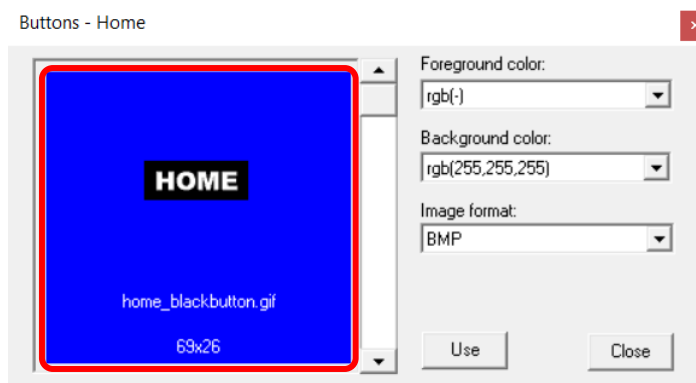 Buttons - Home
HOME
home_blackbutton.gif
69x26
Foreground color:
rgb(-)
Background color:
rgb(255,255,255)
Image format:
BMP
Use
Close